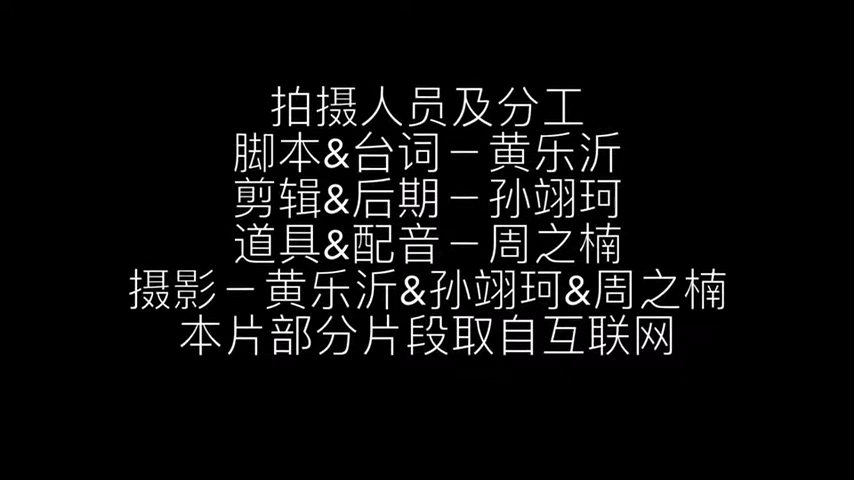 拍摄人员及分工
脚本&台词－黄乐沂
剪辑&后期－孙翊珂
道具&配音－周之楠
摄影－黄乐沂&孙翊珂&周之楠
本片部分片段取自互联网